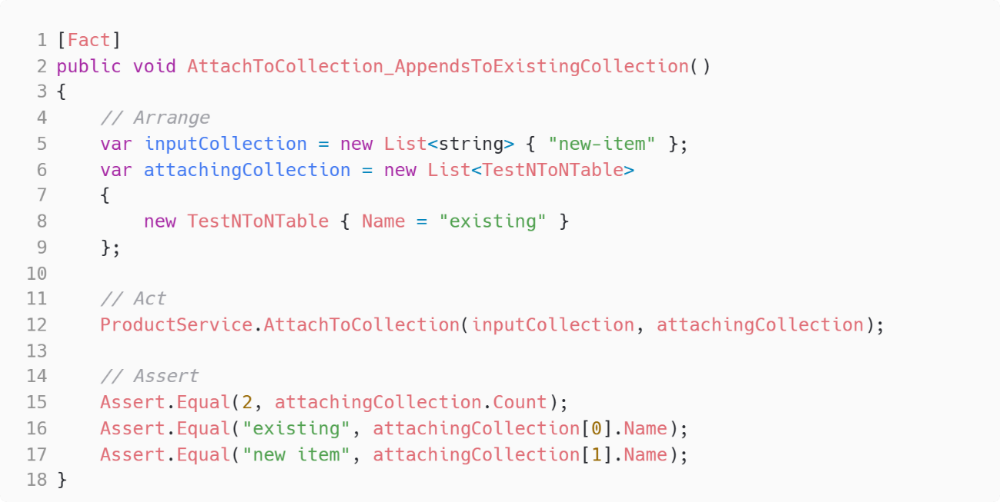 1 [Fact]
2 public void AttachToCollection_AppendsToExistingCollection()
3 {
4     // Arrange
5     var inputCollection = new List<string> { "new-item" };
6     var attachingCollection = new List<TestNToNTable>
7     {
8         new TestNToNTable { Name = "existing" }
9     };
10
11     // Act
12     ProductService.AttachToCollection(inputCollection, attachingCollection);
13
14     // Assert
15     Assert.Equal(2, attachingCollection.Count);
16     Assert.Equal("existing", attachingCollection[0].Name);
17     Assert.Equal("new item", attachingCollection[1].Name);
18 }